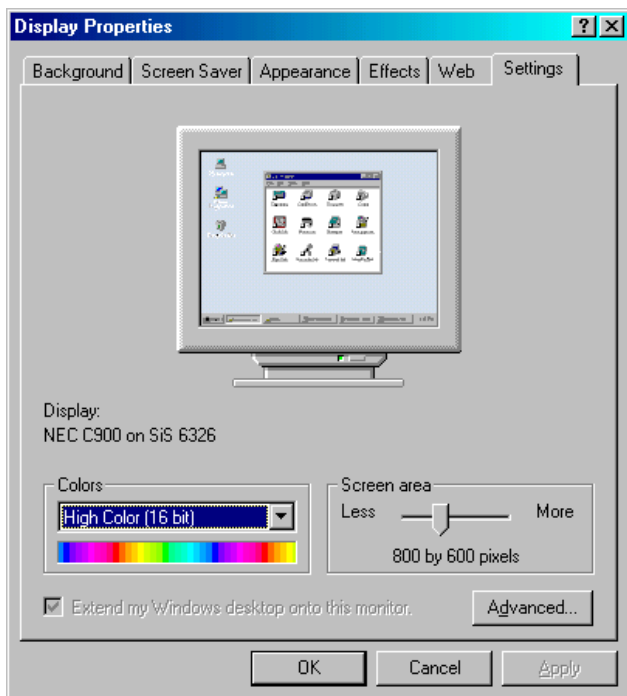 Display Properties
Background Screen Saver Appearance Effects Web Settings
Display:
NEC C900 on SiS 6326
Colors
High Color (16 bit)
Screen area
Less More
800 by 600 pixels
Extend my Windows desktop onto this monitor.
Advanced...
OK Cancel Apply